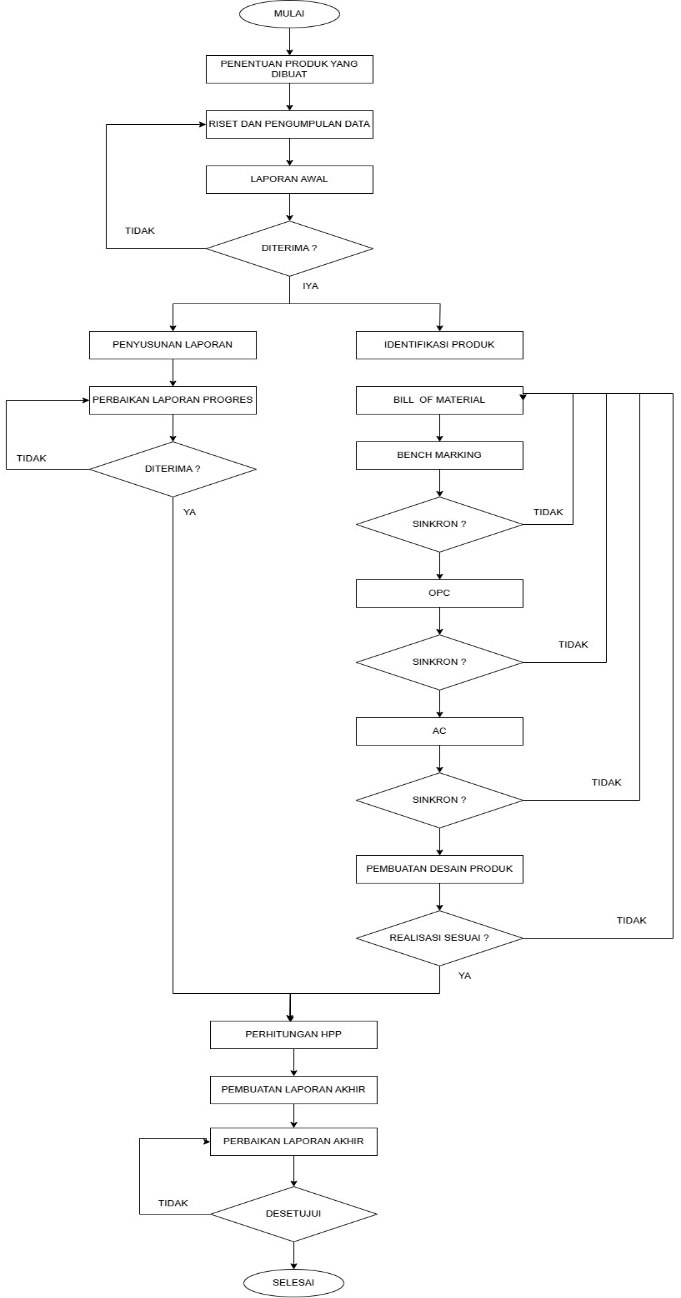 MULAI
PENENTUAN PRODUK YANG
DIBUAT
RISET DAN PENGUMPULAN DATA
LAPORAN AWAL
TIDAK
DITERIMA ?
IYA
PENYUSUNAN LAPORAN
IDENTIFIKASI PRODUK
PERBAIKAN LAPORAN PROGRES
BILL OF MATERIAL
TIDAK
DITERIMA ?
BENCH MARKING
YA
SINKRON ?
TIDAK
OPC
SINKRON ?
TIDAK
AC
SINKRON ?
TIDAK
PEMBUATAN DESAIN PRODUK
REALISASI SESUAI ?
TIDAK
YA
PERHITUNGAN HPP
PEMBUATAN LAPORAN AKHIR
PERBAIKAN LAPORAN AKHIR
TIDAK
DESETUJUI
SELESAI